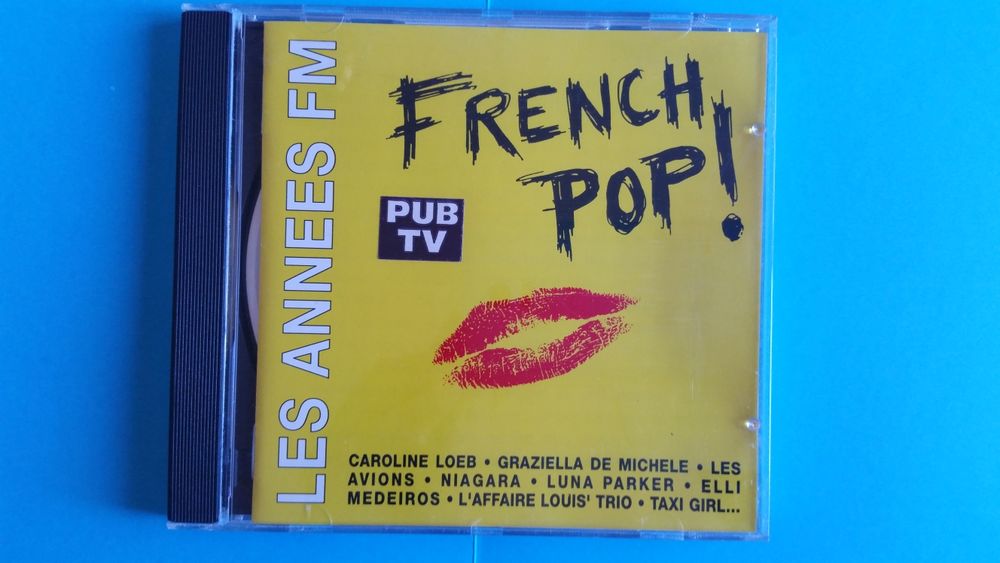 LES ANNEES FM
FRENCH
POP!
PUB
TV
CAROLINE LOEB • GRAZIELLA DE MICHELE • LES
AVIONS • NIAGARA • LUNA PARKER • ELLI
MEDEIROS • L'AFFAIRE LOUIS' TRIO • TAXI GIRL...